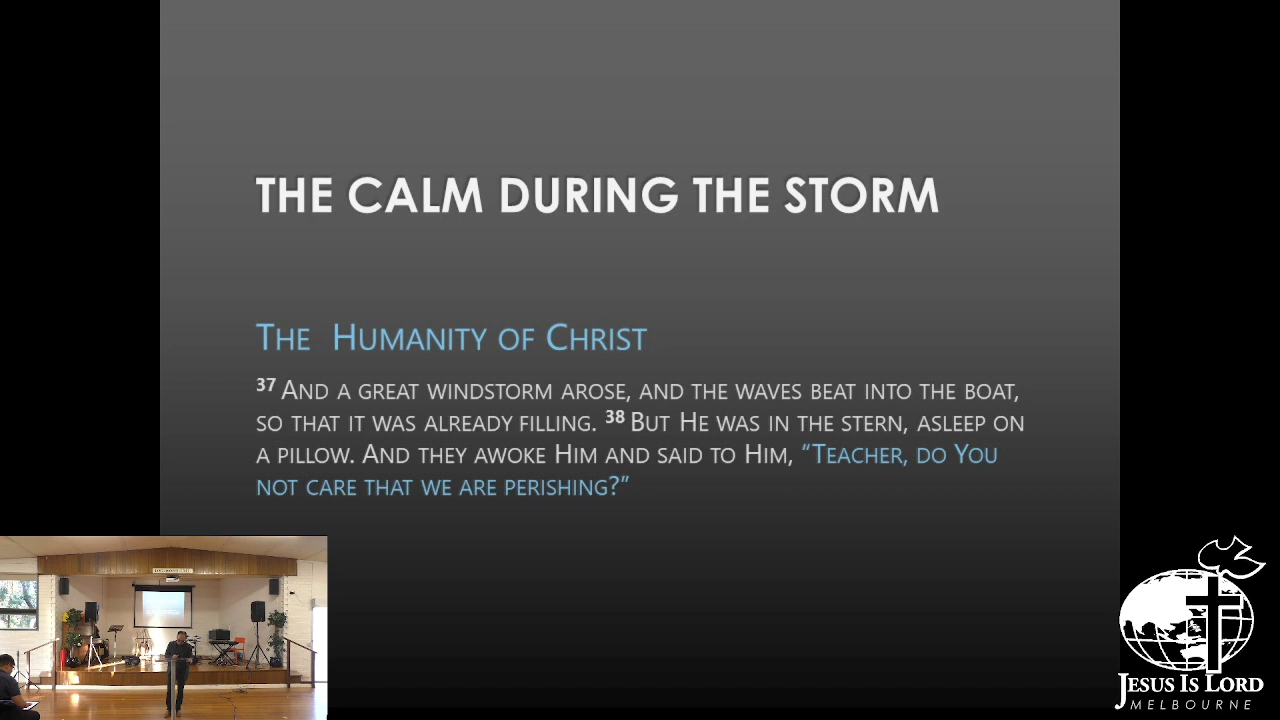 THE CALM DURING THE STORM
THE HUMANITY OF CHRIST
37 AND A GREAT WINDSTORM AROSE, AND THE WAVES BEAT INTO THE BOAT,
SO THAT IT WAS ALREADY FILLING. 38 BUT HE WAS IN THE STERN, ASLEEP ON
A PILLOW. AND THEY AWOKE HIM AND SAID TO HIM, “TEACHER, DO YOU
NOT CARE THAT WE ARE PERISHING?”
JESUS IS LORD
MELBOURNE